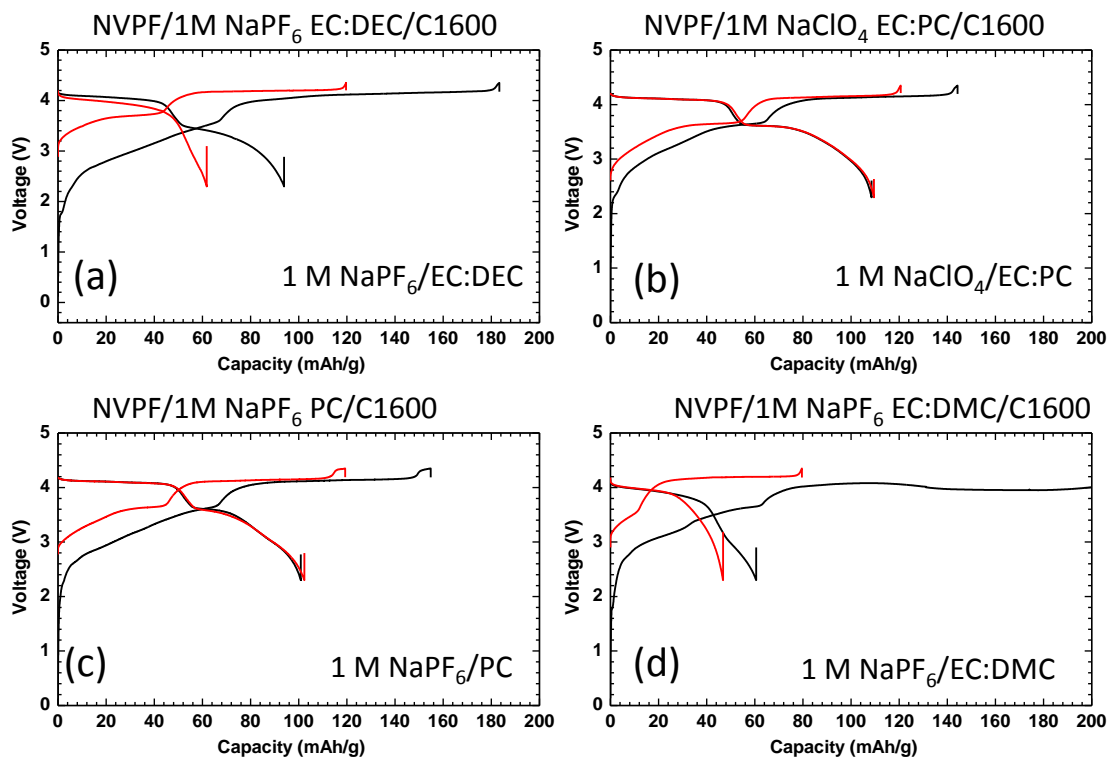 NVPF/1M NaPF₆ EC:DEC/C1600
5
4
3
2
1
0
Voltage (V)
(a)
1 M NaPF₆/EC:DEC
0 20 40 60 80 100 120 140 160 180 200
Capacity (mAh/g)
NVPF/1M NaClO₄ EC:PC/C1600
5
4
3
2
1
0
Voltage (V)
(b)
1 M NaClO₄/EC:PC
0 20 40 60 80 100 120 140 160 180 200
Capacity (mAh/g)
NVPF/1M NaPF₆ PC/C1600
5
4
3
2
1
0
Voltage (V)
(c)
1 M NaPF₆/PC
0 20 40 60 80 100 120 140 160 180 200
Capacity (mAh/g)
NVPF/1M NaPF₆ EC:DMC/C1600
5
4
3
2
1
0
Voltage (V)
(d)
1 M NaPF₆/EC:DMC
0 20 40 60 80 100 120 140 160 180 200
Capacity (mAh/g)